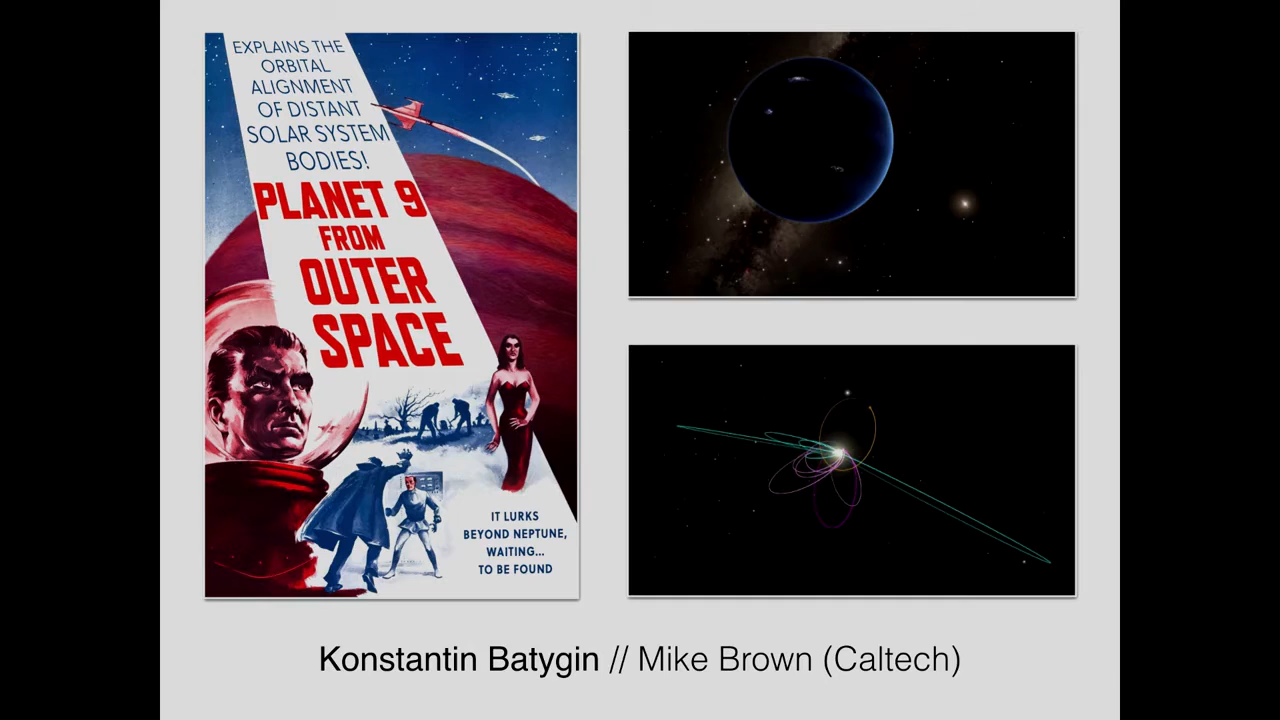 EXPLAINS THE
ORBITAL
ALIGNMENT
OF DISTANT
SOLAR SYSTEM
BODIES!
PLANET 9
FROM
OUTER
SPACE
IT LURKS
BEYOND NEPTUNE,
WAITING...
TO BE FOUND
Konstantin Batygin // Mike Brown (Caltech)